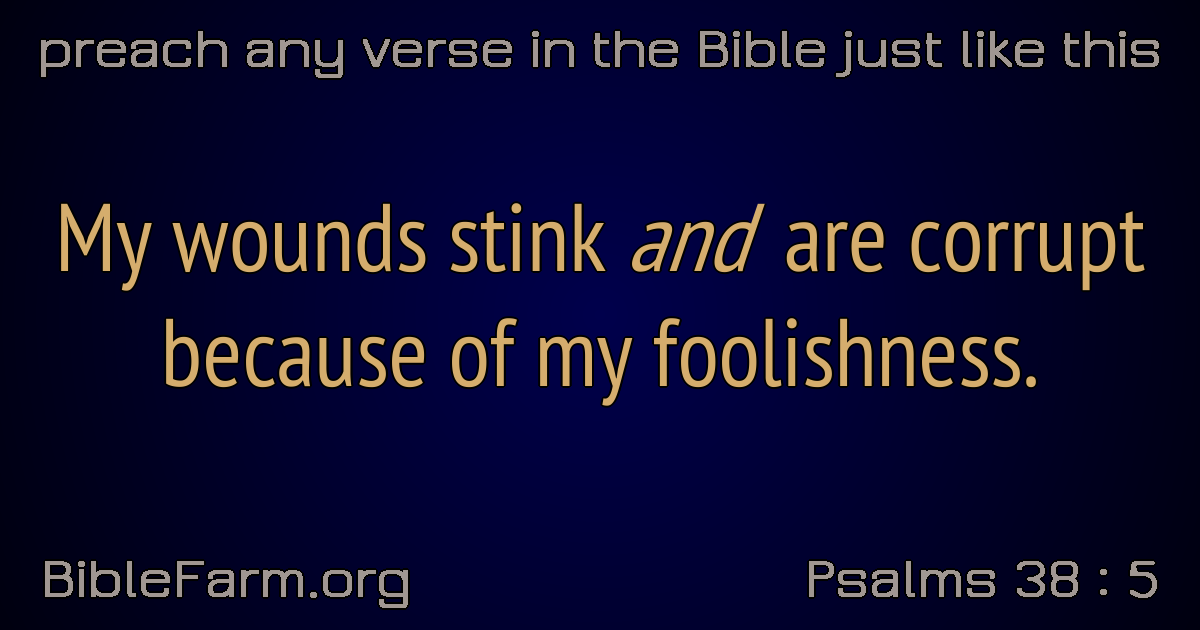 preach any verse in the Bible just like this
My wounds stink and are corrupt
because of my foolishness.
BibleFarm.org
Psalms 38 : 5